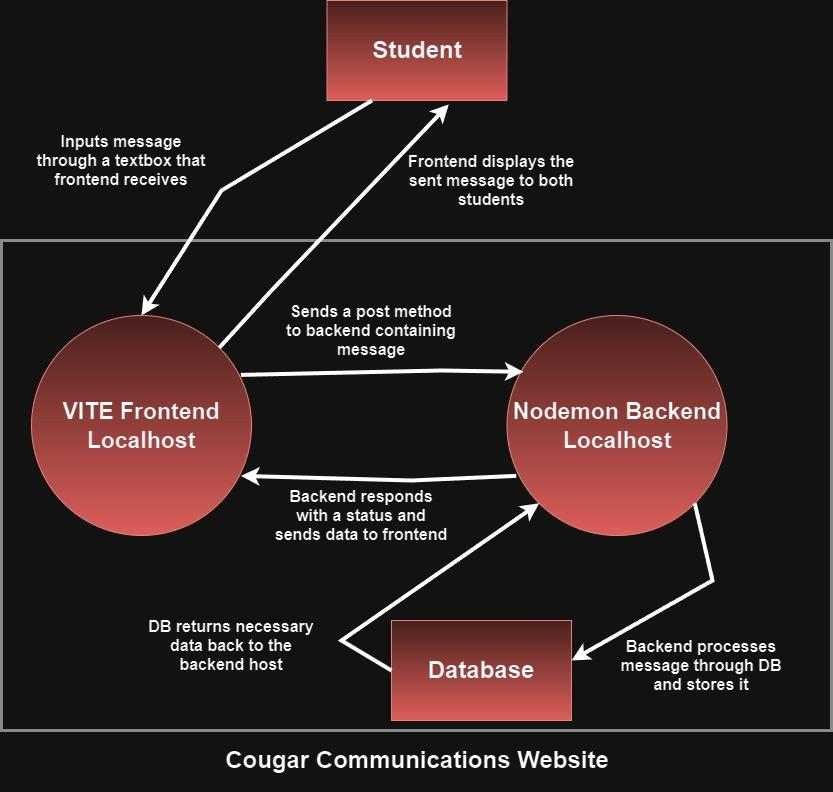 Student
Inputs message
through a textbox that
frontend receives
Frontend displays the
sent message to both
students
Sends a post method
to backend containing
message
VITE Frontend
Localhost
Nodemon Backend
Localhost
Backend responds
with a status and
sends data to frontend
DB returns necessary
data back to the
backend host
Database
Backend processes
message through DB
and stores it
Cougar Communications Website